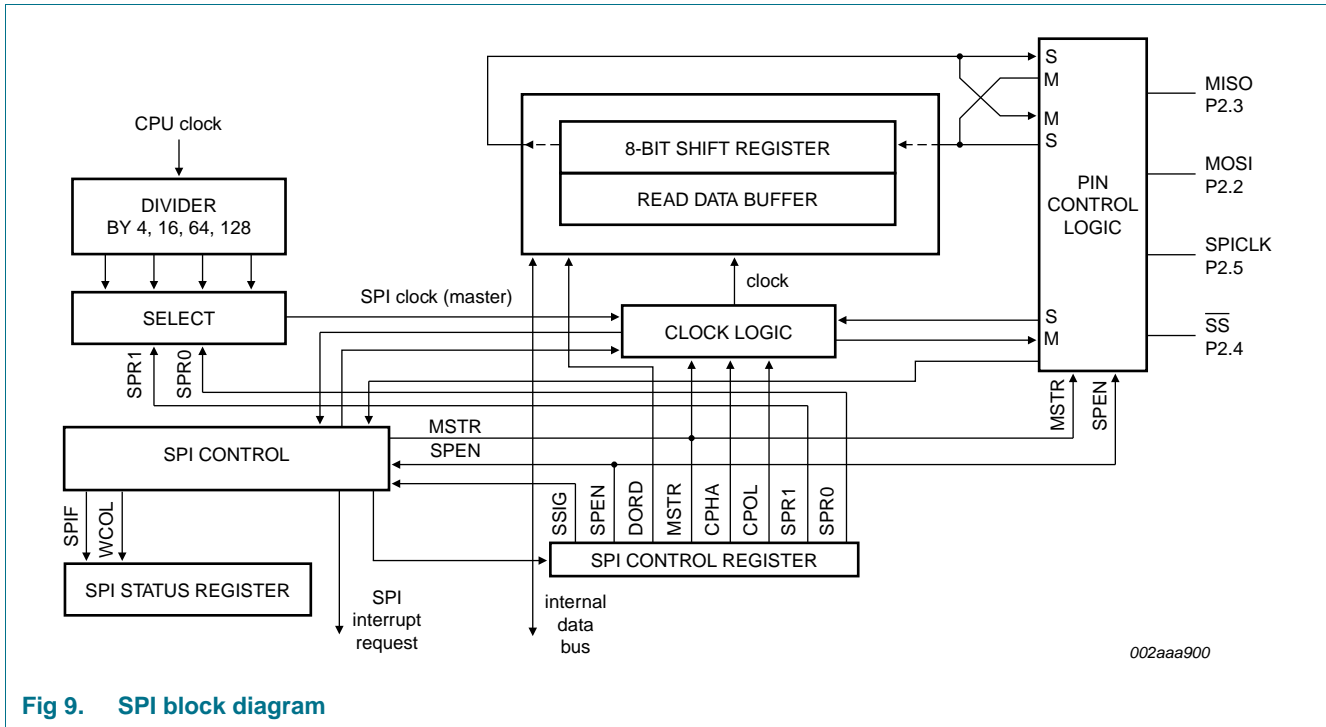 CPU clock
DIVIDER
BY 4, 16, 64, 128
SELECT
SPR1
SPR0
SPI clock (master)
8-BIT SHIFT REGISTER
READ DATA BUFFER
clock
CLOCK LOGIC
S
M
M
S
PIN
CONTROL
LOGIC
S
M
MISO
P2.3
MOSI
P2.2
SPICLK
P2.5
SS
P2.4
MSTR
SPEN
SPI CONTROL
MSTR
SPEN
SPIF
WCOL
SPI STATUS REGISTER
SSIG
SPEN
DORD
MSTR
CPHA
CPOL
SPR1
SPR0
SPI CONTROL REGISTER
SPI
interrupt
request
internal
data
bus
002aaa900
Fig 9. SPI block diagram